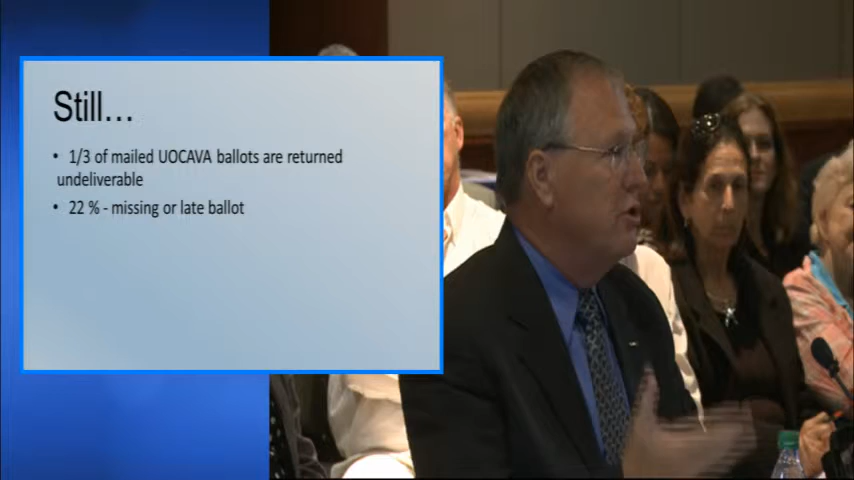 Still…
• 1/3 of mailed UOCAVA ballots are returned
undeliverable
• 22 % - missing or late ballot